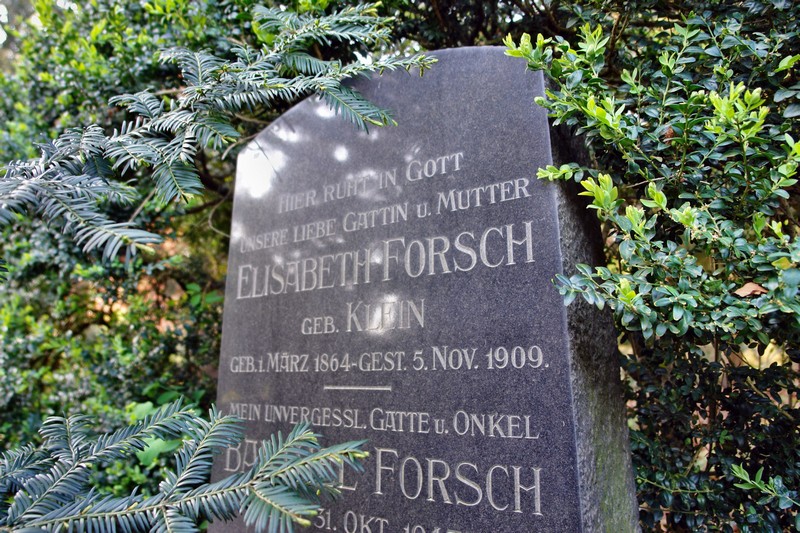 HIER RUHT IN GOTT
UNSERE LIEBE GATTIN U. MUTTER
ELISABETH FORSCH
GEB. KLEIN
GEB. 1. MÄRZ 1864 - GEST. 5. NOV. 1909.
MEIN UNVERGESSL. GATTE U. ONKEL
FORSCH
31. OKT.